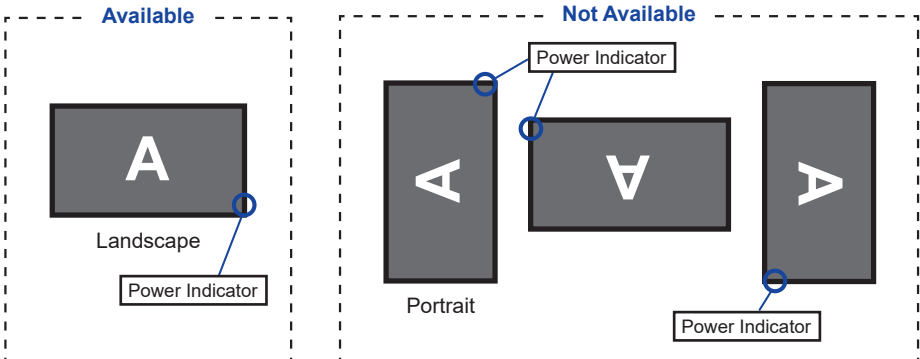 Available
A
Landscape
Power Indicator
Not Available
Power Indicator
A
A
A
Portrait
Power Indicator